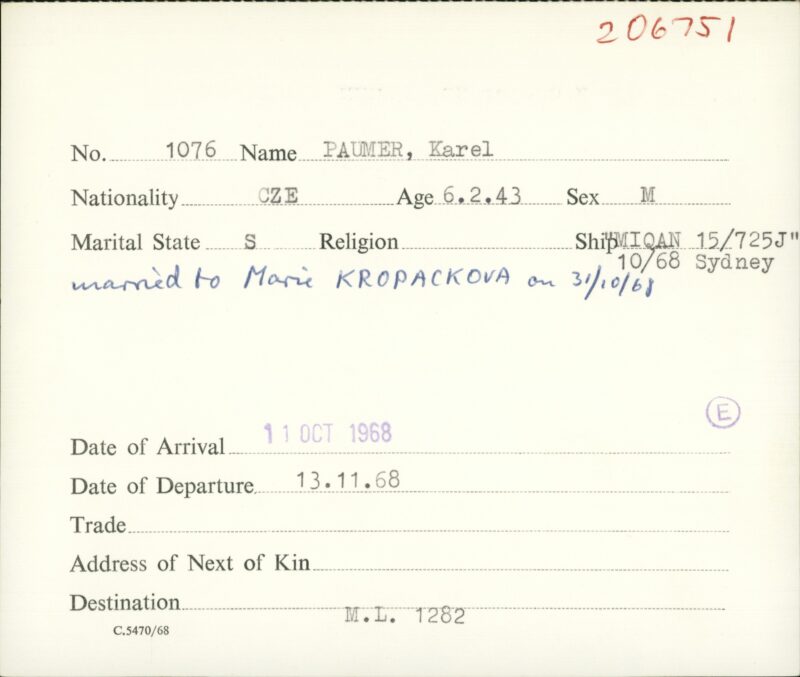 206751
No. 1076 Name PAUMER, Karel
Nationality CZE Age 6.2.43 Sex M
Marital State S Religion Ship "MIQAN 15/725J"
10/68 Sydney
married to Marie KROPACKOVA on 31/10/68
E
Date of Arrival 11 OCT 1968
Date of Departure 13.11.68
Trade
Address of Next of Kin
Destination M.L. 1282
C.5470/68